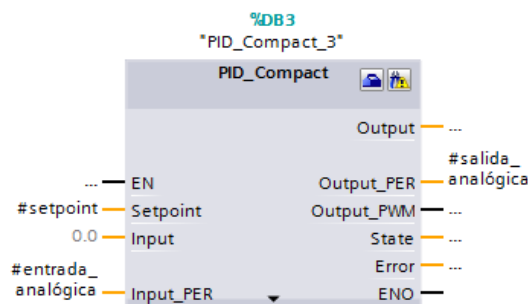 %DB3
"PID_Compact_3"
PID_Compact
Output ...
#salida_
... EN Output_PER analógica
#setpoint Setpoint Output_PWM ...
0.0 Input State ...
#entrada_ Error ...
analógica Input_PER ENO